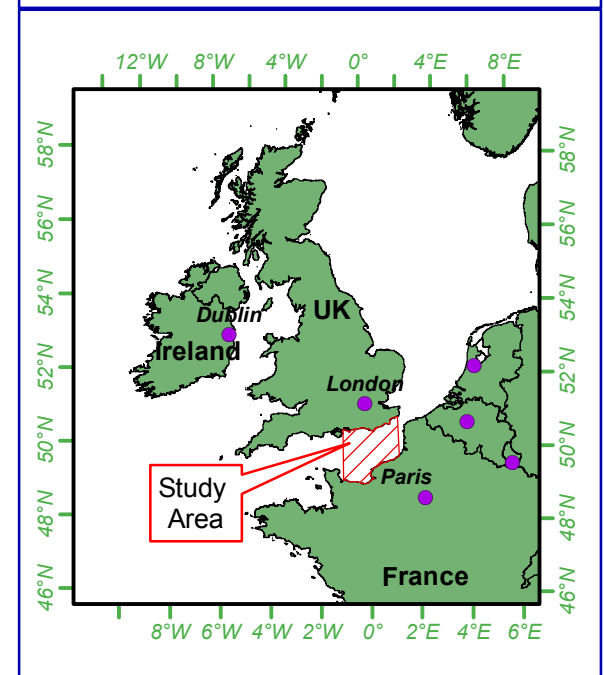 12°W 8°W 4°W 0° 4°E 8°E
58°N 58°N
56°N 56°N
54°N 54°N
Dublin
UK
Ireland
52°N 52°N
London
50°N 50°N
Paris
Study
Area
48°N 48°N
France
46°N 46°N
8°W 6°W 4°W 2°W 0° 2°E 4°E 6°E